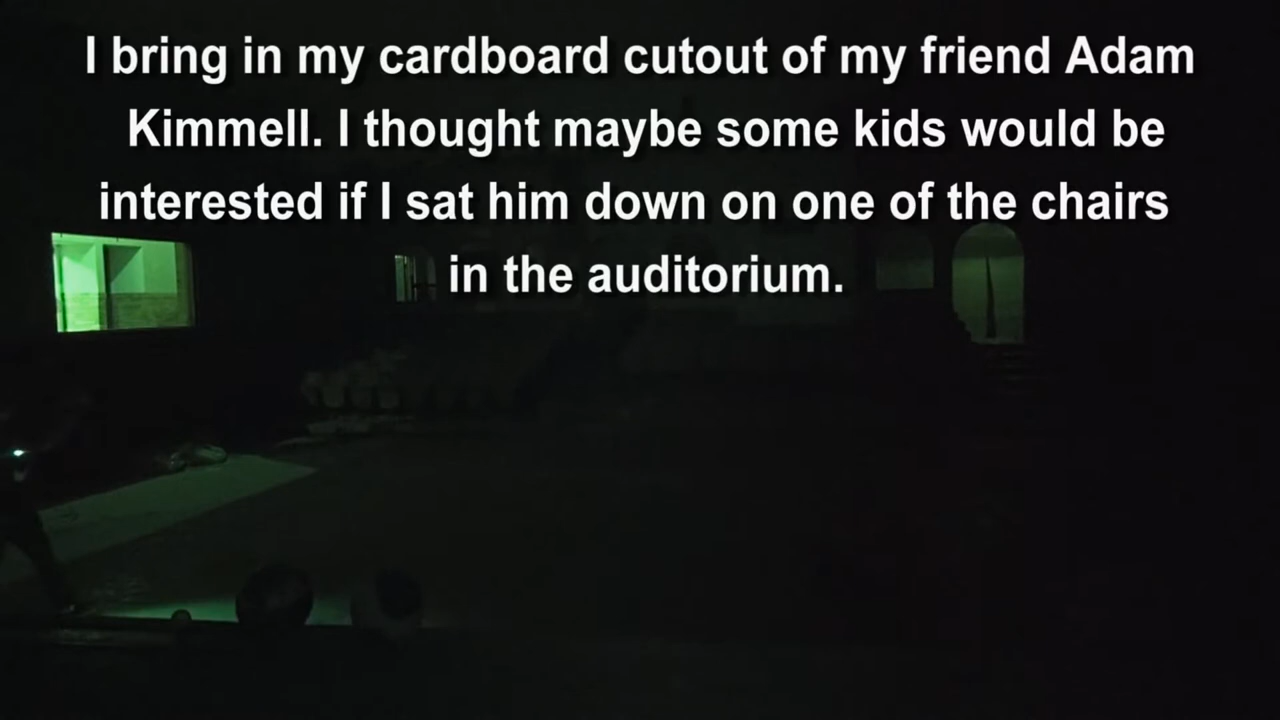 I bring in my cardboard cutout of my friend Adam
Kimmell. I thought maybe some kids would be
interested if I sat him down on one of the chairs
in the auditorium.